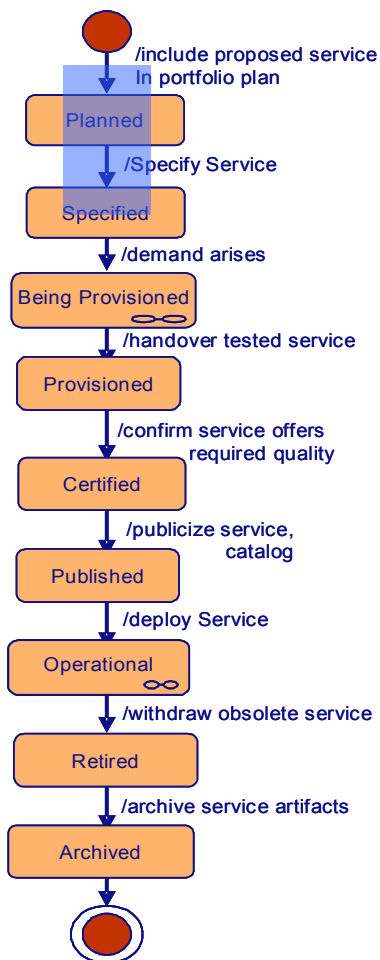 /include proposed service
In portfolio plan
Planned
/Specify Service
Specified
/demand arises
Being Provisioned
/handover tested service
Provisioned
/confirm service offers
required quality
Certified
/publicize service,
catalog
Published
/deploy Service
Operational
/withdraw obsolete service
Retired
/archive service artifacts
Archived